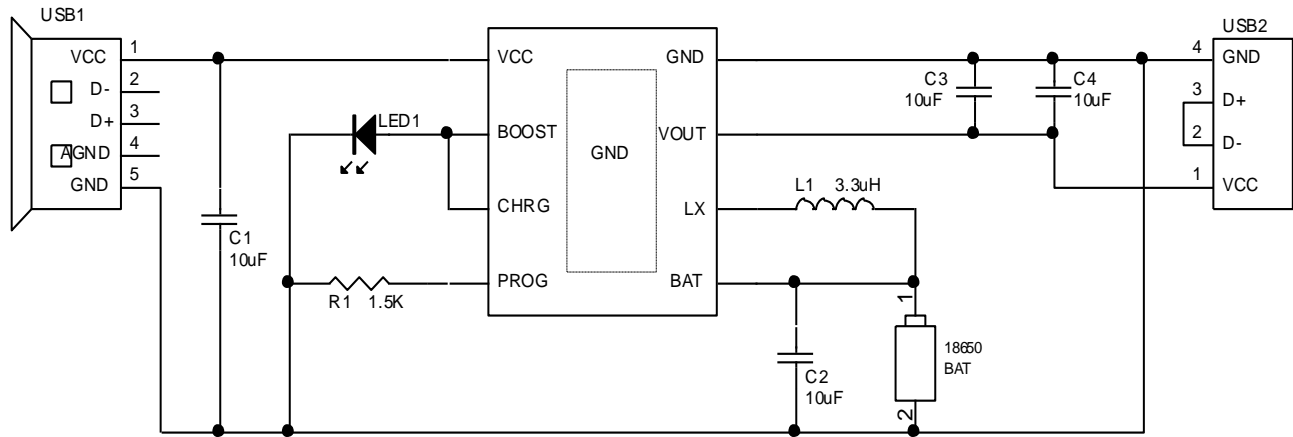 USB1
VCC 1
D- 2
D+ 3
AGND 4
GND 5
C1
10uF
LED1
R1 1.5K
VCC
BOOST
CHRG
PROG
GND
GND
VOUT
LX
BAT
C3
10uF
C4
10uF
L1 3.3uH
C2
10uF
1
18650
BAT
2
USB2
4 GND
3 D+
2 D-
1 VCC